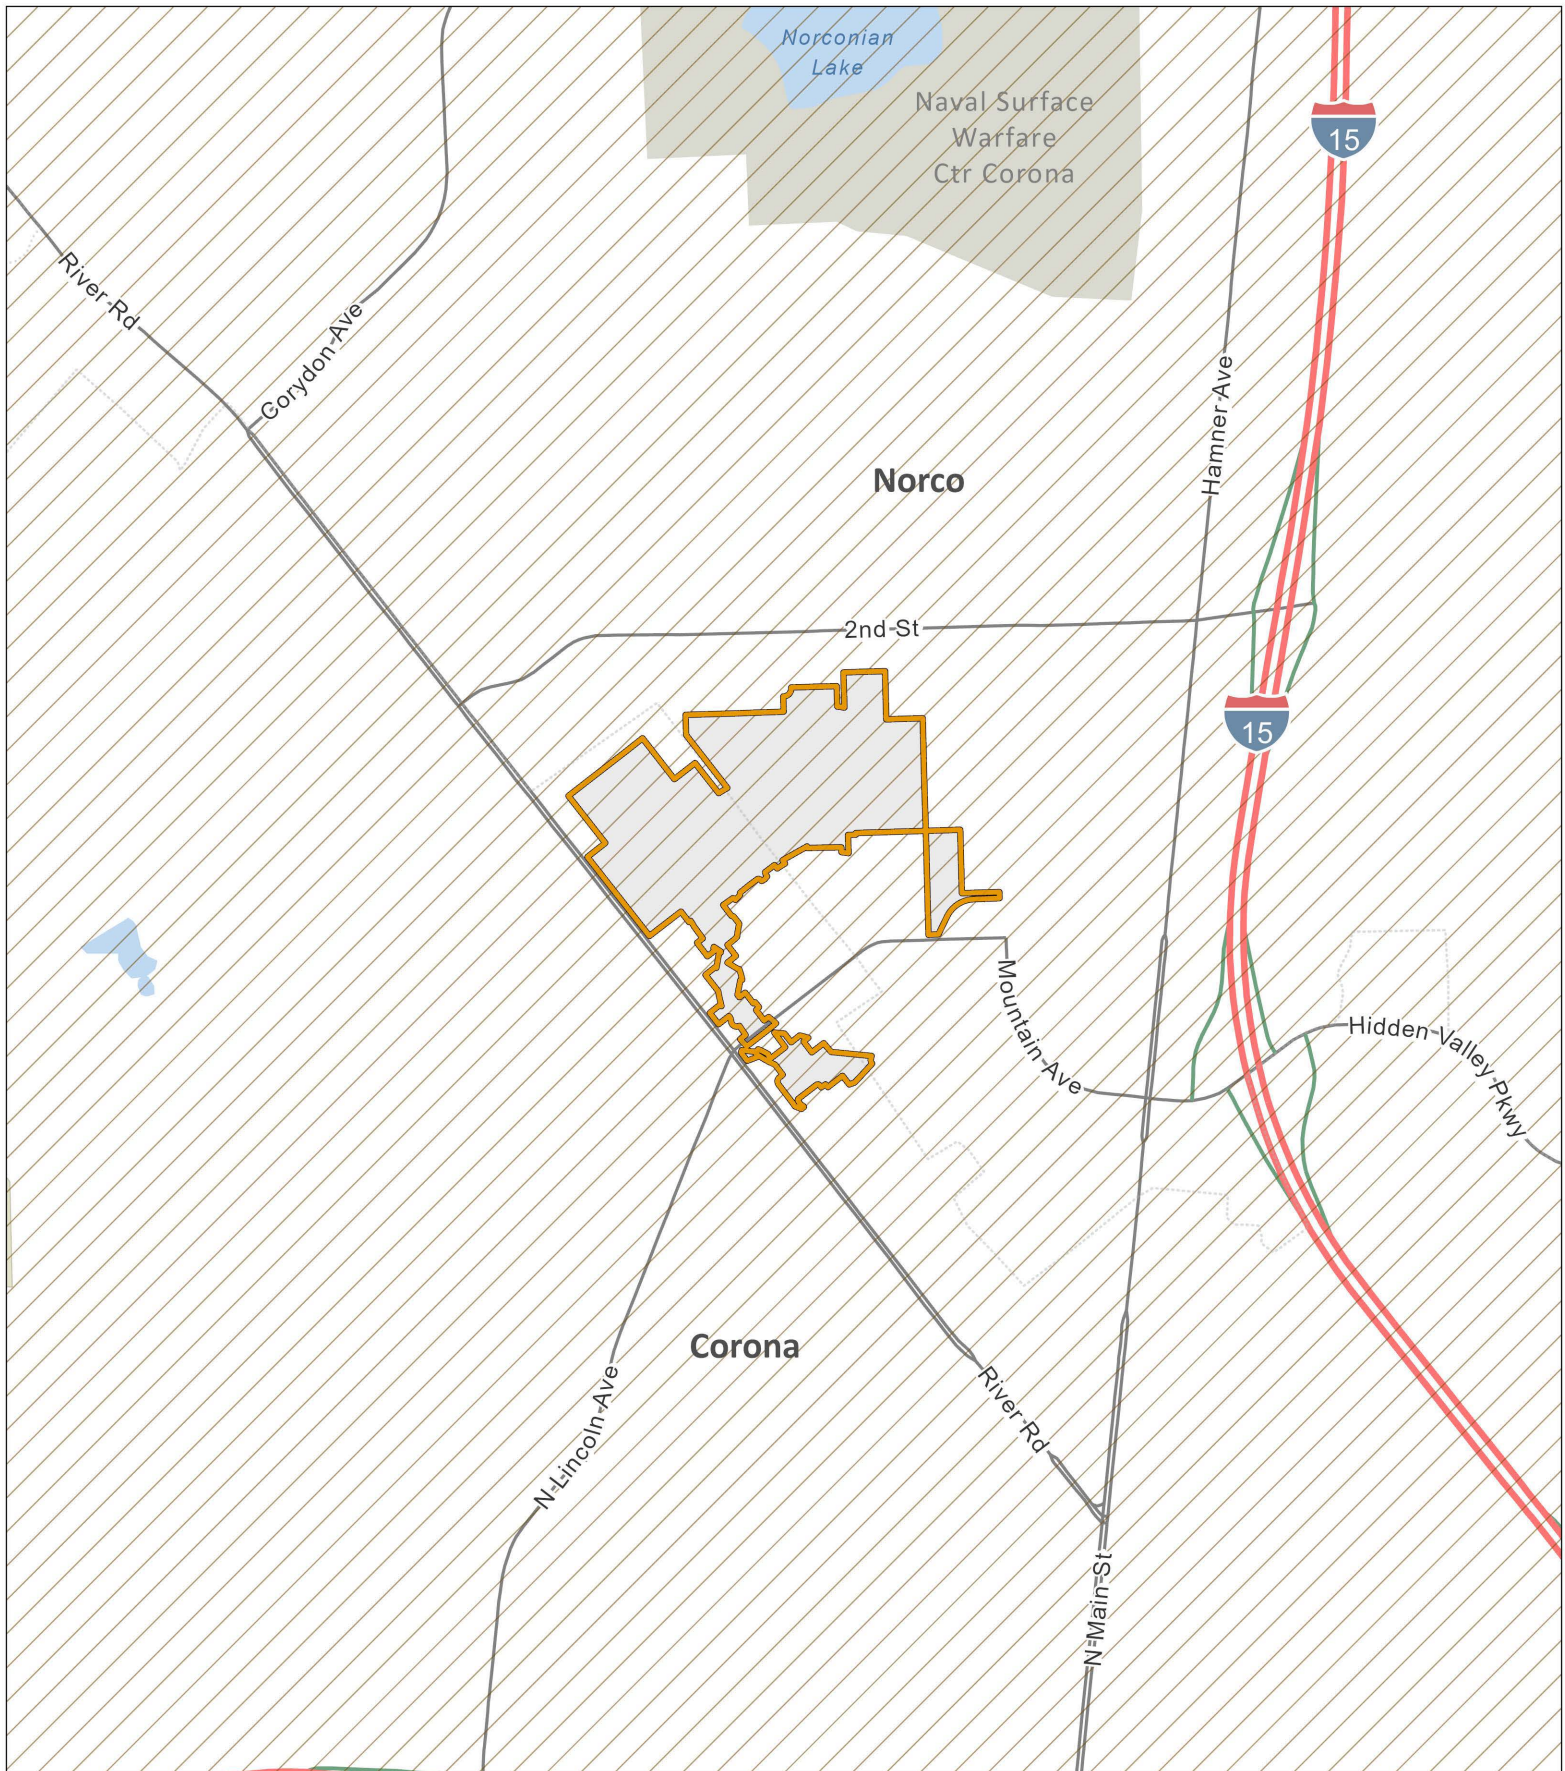 Norconian
Lake
Naval Surface
Warfare
Ctr Corona
15
River Rd
Corydon Ave
Hamner Ave
Norco
2nd St
15
Mountain Ave
Hidden Valley Pkwy
Corona
River Rd
N Lincoln Ave
N Main St